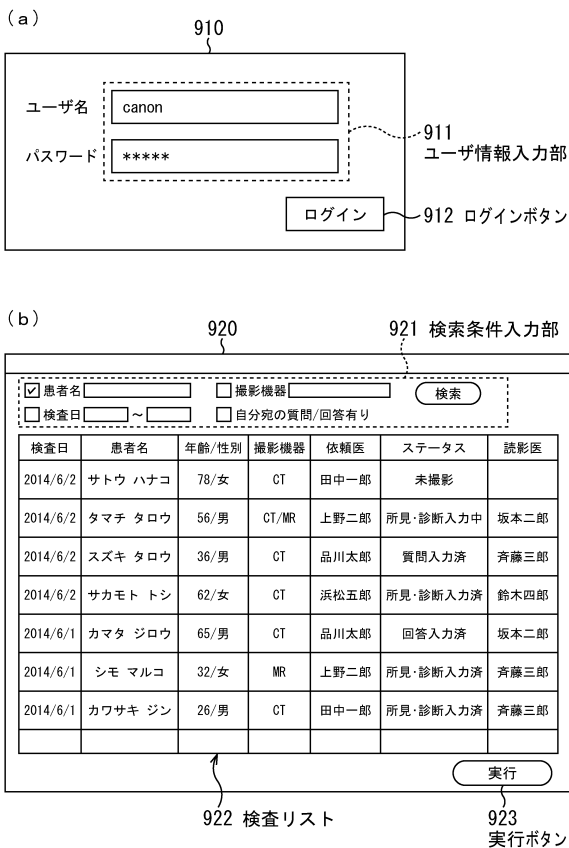 (a)
910
ユーザ名 canon
パスワード *****
911
ユーザ情報入力部
ログイン
912 ログインボタン
(b)
920
921 検索条件入力部
患者名 撮影機器 検索
検査日 ～ 自分宛の質問/回答有り
検査日 患者名 年齢/性別 撮影機器 依頼医 ステータス 読影医
2014/6/2 サトウ ハナコ 78/女 CT 田中一郎 未撮影
2014/6/2 タマチ タロウ 56/男 CT/MR 上野二郎 所見・診断入力中 坂本二郎
2014/6/2 スズキ タロウ 36/男 CT 品川太郎 質問入力済 斉藤三郎
2014/6/2 サカモト トシ 62/女 CT 浜松五郎 所見・診断入力済 鈴木四郎
2014/6/1 カマタ ジロウ 65/男 CT 品川太郎 回答入力済 坂本二郎
2014/6/1 シモ マルコ 32/女 MR 上野二郎 所見・診断入力済 斉藤三郎
2014/6/1 カワサキ ジン 26/男 CT 田中一郎 所見・診断入力済 斉藤三郎
実行
922 検査リスト
923
実行ボタン